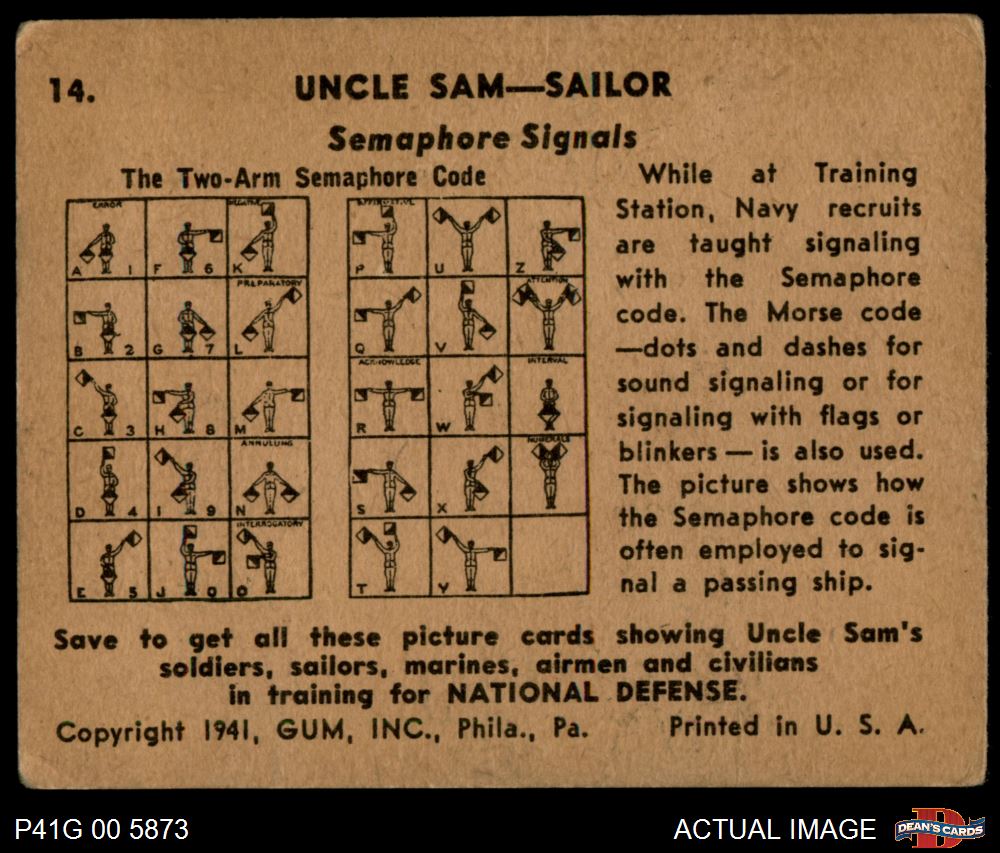 14.
UNCLE SAM—SAILOR
Semaphore Signals
The Two-Arm Semaphore Code
ERROR
NEGATIVE
A 1
F 6
K
PREPARATORY
B 2
G 7
L
C 3
H 8
M
ANNULLING
D 4
I 9
N
INTERROGATORY
E 5
J 0
O
AFFIRMATIVE
P
U
Z
ATTENTION
Q
V
ACKNOWLEDGE
INTERVAL
R
W
NUMERALS
S
X
T
Y
While at Training
Station, Navy recruits
are taught signaling
with the Semaphore
code. The Morse code
—dots and dashes for
sound signaling or for
signaling with flags or
blinkers — is also used.
The picture shows how
the Semaphore code is
often employed to sig-
nal a passing ship.
Save to get all these picture cards showing Uncle Sam's
soldiers, sailors, marines, airmen and civilians
in training for NATIONAL DEFENSE.
Copyright 1941, GUM, INC., Phila., Pa. Printed in U. S. A.
P41G 00 5873
ACTUAL IMAGE
D
DEAN'S CARDS